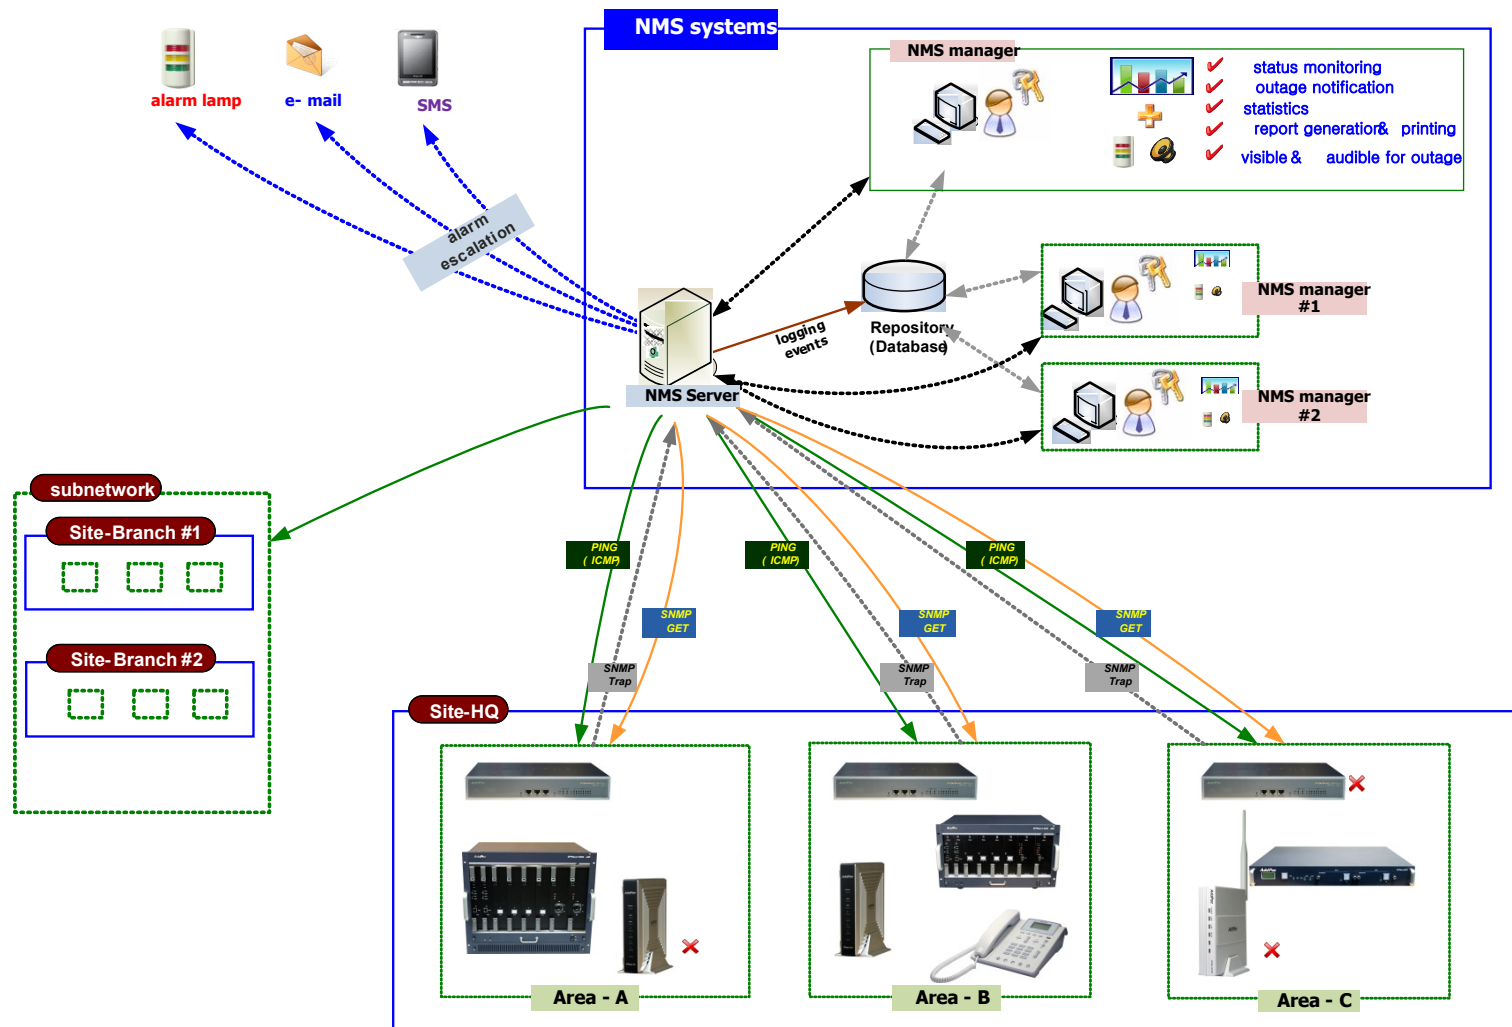 NMS systems
NMS manager
status monitoring
outage notification
statistics
report generation& printing
visible & audible for outage
alarm lamp
e- mail
SMS
alarm
escalation
NMS manager
#1
logging
events
Repository
(Database)
NMS Server
NMS manager
#2
subnetwork
Site-Branch #1
Site-Branch #2
PING
( ICMP)
PING
( ICMP)
PING
( ICMP)
SNMP
GET
SNMP
GET
SNMP
GET
SNMP
Trap
SNMP
Trap
SNMP
Trap
Site-HQ
Area - A
Area - B
Area - C